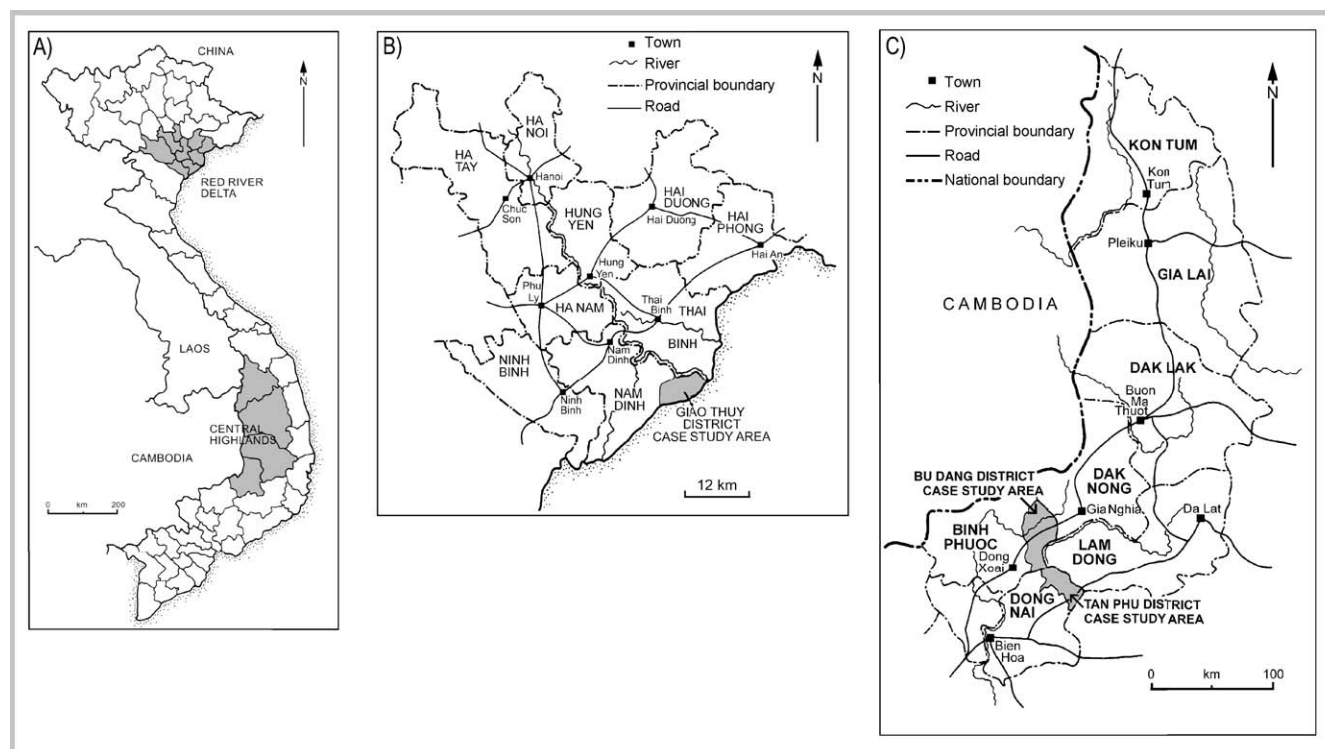 A)
CHINA
N
RED RIVER
DELTA
LAOS
CENTRAL
HIGHLANDS
CAMBODIA
0 km 200
B)
Town
River
Provincial boundary
Road
N
HA
NOI
HA
TAY
Hanoi
Chuc
Son
HUNG
YEN
HAI
DUONG
Hai Duong
HAI
PHONG
Hai An
Hung
Yen
Phu
Ly
HA NAM
Thai
Binh
THAI
BINH
Nam
Dinh
NINH
BINH
Ninh
Binh
NAM
DINH
GIAO THUY
DISTRICT
CASE STUDY AREA
12 km
C)
Town
River
Provincial boundary
Road
National boundary
N
KON TUM
Kon
Tum
Pleiku
GIA LAI
CAMBODIA
DAK LAK
Buon
Ma
Thuot
BU DANG DISTRICT
CASE STUDY AREA
DAK
NONG
Gia Nghia
Da Lat
BINH
PHUOC
Dong
Xoai
LAM
DONG
DONG
NAI
TAN PHU DISTRICT
CASE STUDY AREA
Bien
Hoa
0 km 100